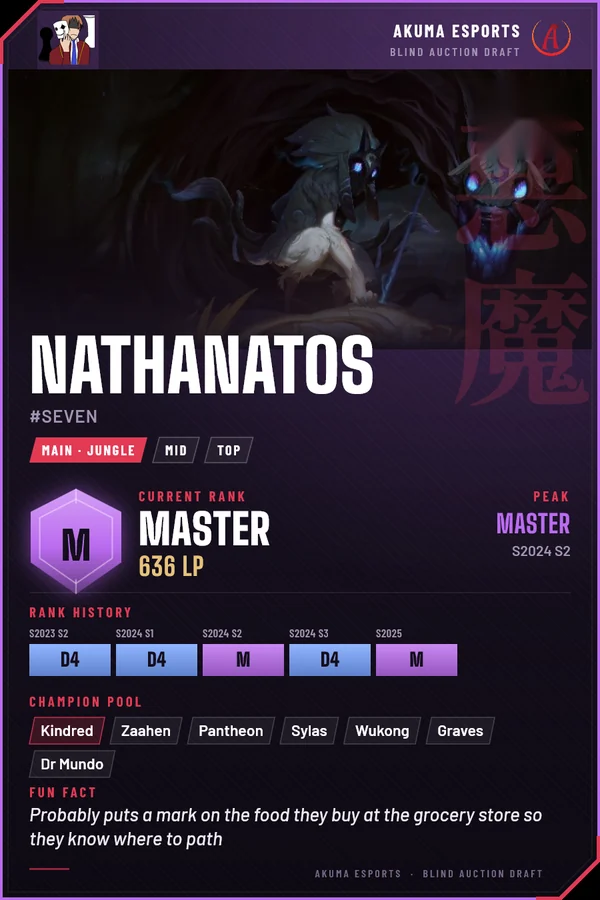 AKUMA ESPORTS
BLIND AUCTION DRAFT
A
悪魔
NATHANATOS
#SEVEN
MAIN · JUNGLE MID TOP
CURRENT RANK
M
MASTER
636 LP
PEAK
MASTER
S2024 S2
RANK HISTORY
S2023 S2 S2024 S1 S2024 S2 S2024 S3 S2025
D4 D4 M D4 M
CHAMPION POOL
Kindred Zaahen Pantheon Sylas Wukong Graves
Dr Mundo
FUN FACT
Probably puts a mark on the food they buy at the grocery store so
they know where to path
AKUMA ESPORTS · BLIND AUCTION DRAFT